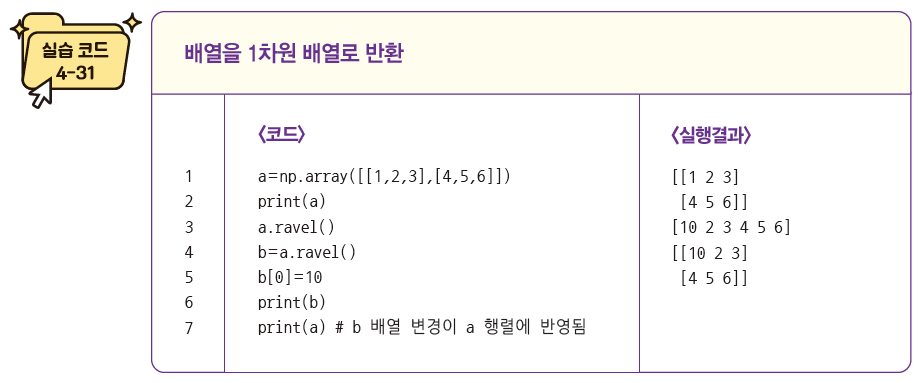 실습 코드
4-31
배열을 1차원 배열로 반환
<코드>
1 a=np.array([[1,2,3],[4,5,6]])
2 print(a)
3 a.ravel()
4 b=a.ravel()
5 b[0]=10
6 print(b)
7 print(a) # b 배열 변경이 a 행렬에 반영됨
<실행결과>
[[1 2 3]
[4 5 6]]
[10 2 3 4 5 6]
[[10 2 3]
[4 5 6]]